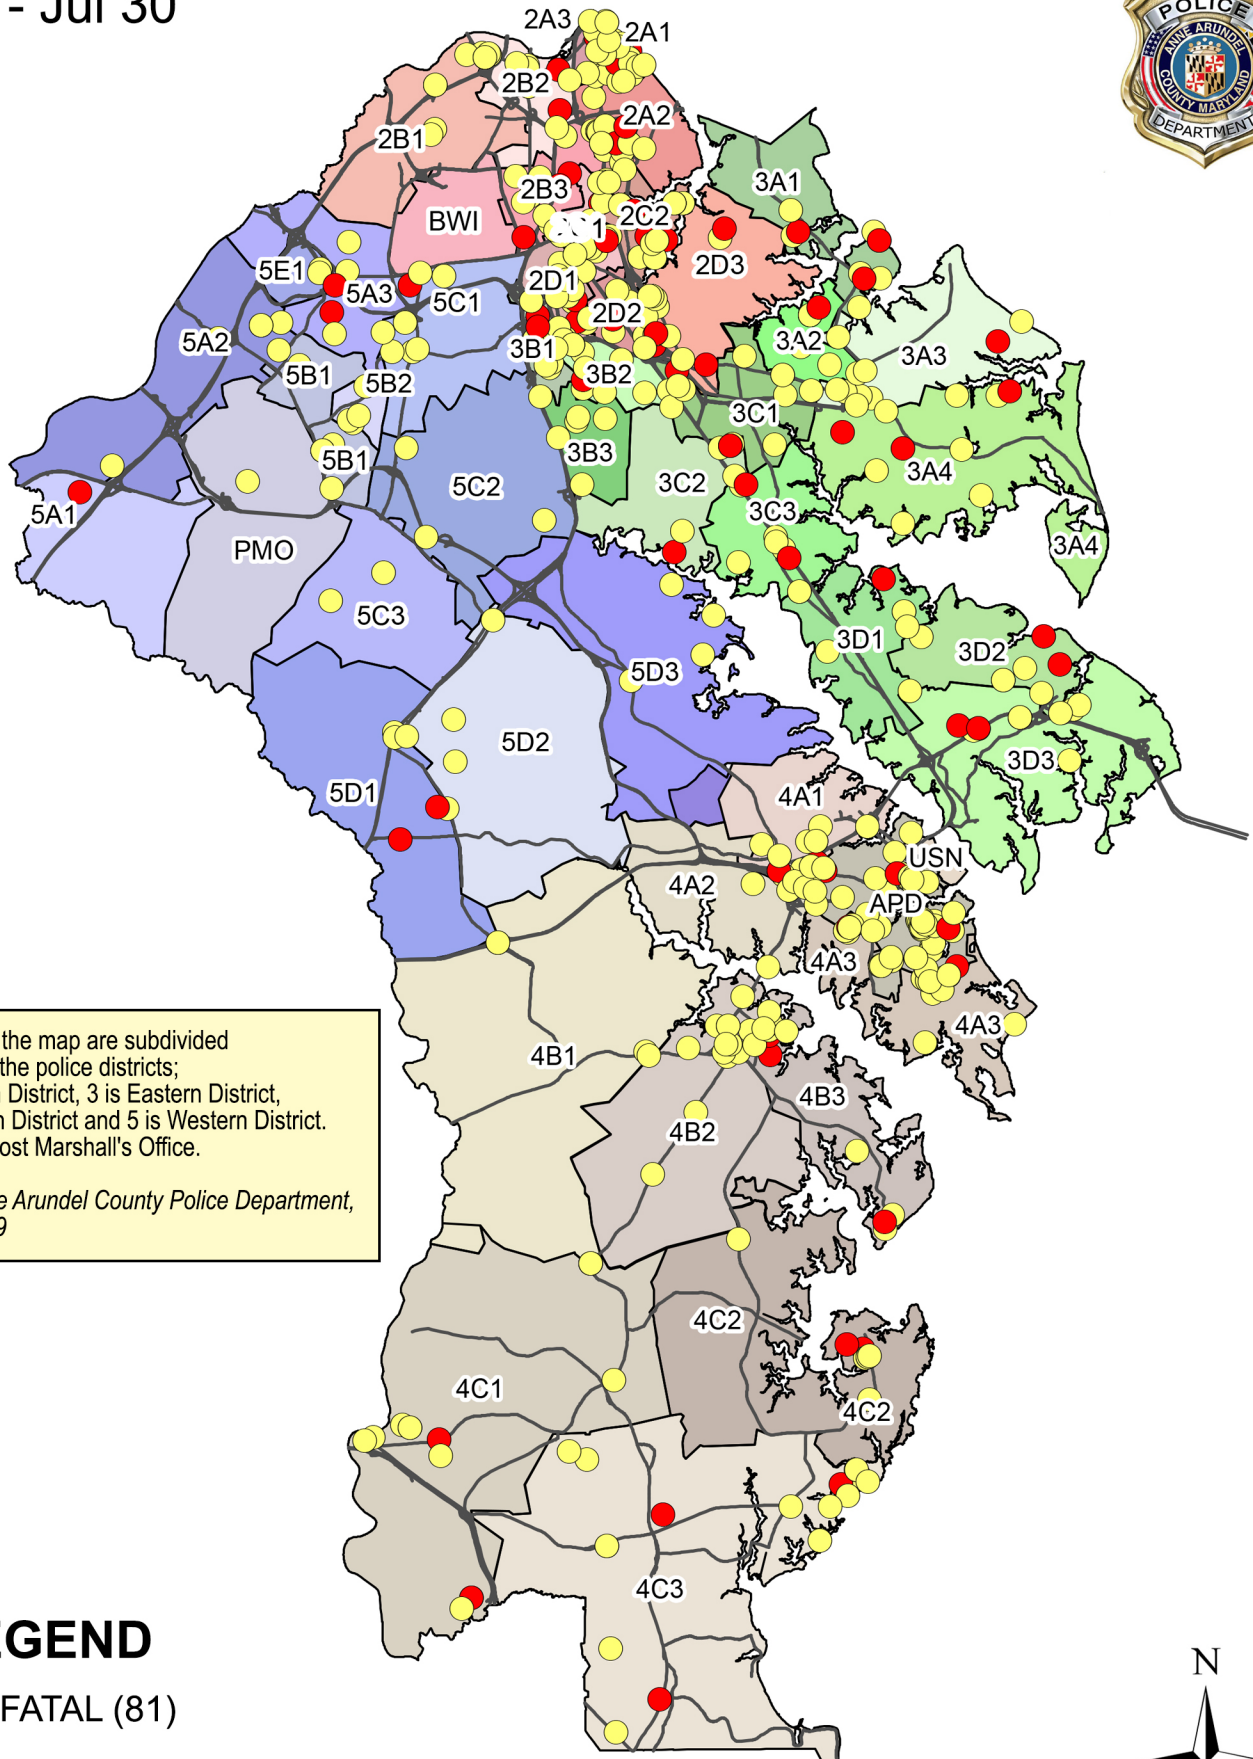 - Jul 30
POLICE
ANNE ARUNDEL
COUNTY MARYLAND
DEPARTMENT
2A3
2A1
2B2
2A2
2B1
3A1
2B3
BWI
2C2
2C1
2D3
5E1
2D1
5A3
5C1
2D2
5A2
3A2
3B1
3A3
5B1
5B2
3B2
3C1
3B3
5B1
3A4
5C2
3C2
5A1
3C3
PMO
3A4
5C3
3D1
3D2
5D3
5D2
3D3
5D1
4A1
USN
4A2
APD
4A3
4A3
the map are subdivided
the police districts;
District, 3 is Eastern District,
District and 5 is Western District.
Marshall's Office.
Arundel County Police Department,
4B1
4B3
4B2
4C2
4C1
4C2
4C3
FATAL (81)
N